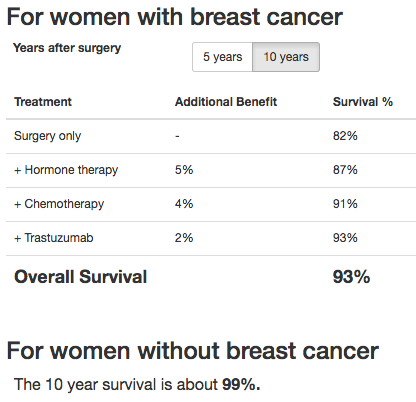 For women with breast cancer
Years after surgery 5 years 10 years
Treatment Additional Benefit Survival %
Surgery only - 82%
+ Hormone therapy 5% 87%
+ Chemotherapy 4% 91%
+ Trastuzumab 2% 93%
Overall Survival 93%
For women without breast cancer
The 10 year survival is about 99%.